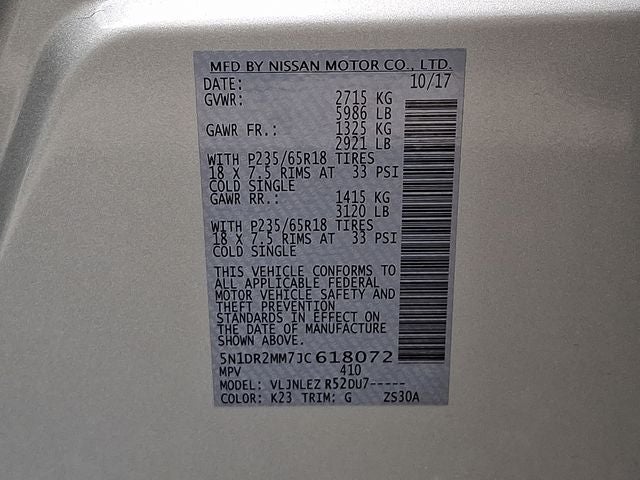 MFD BY NISSAN MOTOR CO., LTD.
DATE: 10/17
GVWR: 2715 KG
5986 LB
GAWR FR.: 1325 KG
2921 LB
WITH P235/65R18 TIRES
18 X 7.5 RIMS AT 33 PSI
COLD SINGLE
GAWR RR.: 1415 KG
3120 LB
WITH P235/65R18 TIRES
18 X 7.5 RIMS AT 33 PSI
COLD SINGLE
THIS VEHICLE CONFORMS TO
ALL APPLICABLE FEDERAL
MOTOR VEHICLE SAFETY AND
THEFT PREVENTION
STANDARDS IN EFFECT ON
THE DATE OF MANUFACTURE
SHOWN ABOVE.
5N1DR2MM7JC618072
MPV 410
MODEL: VLJNLEZ R52DU7-----
COLOR: K23 TRIM: G ZS30A